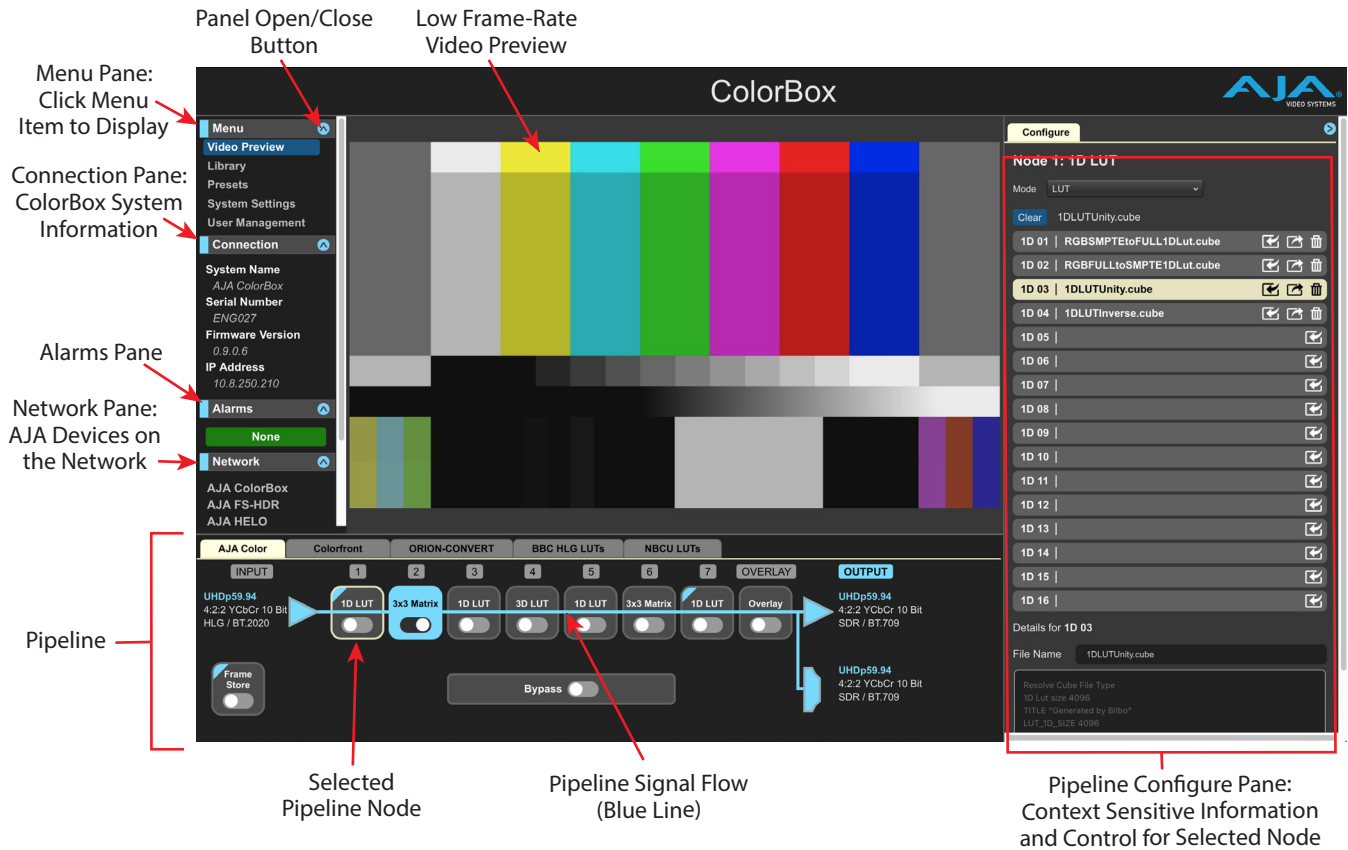 Panel Open/Close
Button
Low Frame-Rate
Video Preview
Menu Pane:
Click Menu
Item to Display
Connection Pane:
ColorBox System
Information
Alarms Pane
Network Pane:
AJA Devices on
the Network
Pipeline
ColorBox
AJA
VIDEO SYSTEMS
Menu
Video Preview
Library
Presets
System Settings
User Management
Connection
System Name
AJA ColorBox
Serial Number
ENG027
Firmware Version
0.9.0.6
IP Address
10.8.250.210
Alarms
None
Network
AJA ColorBox
AJA FS-HDR
AJA HELO
Configure
Node 1: 1D LUT
Mode LUT
Clear 1DLUTUnity.cube
1D 01 | RGBSMPTEtoFULL1DLut.cube
1D 02 | RGBFULLtoSMPTE1DLut.cube
1D 03 | 1DLUTUnity.cube
1D 04 | 1DLUTInverse.cube
1D 05 |
1D 06 |
1D 07 |
1D 08 |
1D 09 |
1D 10 |
1D 11 |
1D 12 |
1D 13 |
1D 14 |
1D 15 |
1D 16 |
Details for 1D 03
File Name 1DLUTUnity.cube
Resolve Cube File Type
1D Lut size 4096
TITLE "Generated by Bilbo"
LUT_1D_SIZE 4096
AJA Color Colorfront ORION-CONVERT BBC HLG LUTs NBCU LUTs
INPUT 1 2 3 4 5 6 7 OVERLAY OUTPUT
UHDp59.94
4:2:2 YCbCr 10 Bit
HLG / BT.2020
1D LUT 3x3 Matrix 1D LUT 3D LUT 1D LUT 3x3 Matrix 1D LUT Overlay
UHDp59.94
4:2:2 YCbCr 10 Bit
SDR / BT.709
Frame
Store
Bypass
UHDp59.94
4:2:2 YCbCr 10 Bit
SDR / BT.709
Selected
Pipeline Node
Pipeline Signal Flow
(Blue Line)
Pipeline Configure Pane:
Context Sensitive Information
and Control for Selected Node